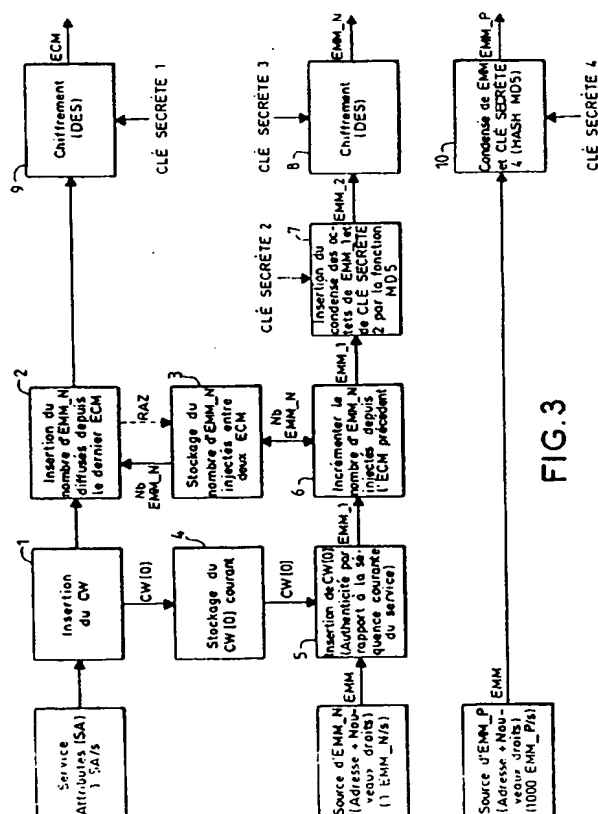 Service
Attributes (SA)
1 SA/s
1
Insertion
du CW
2
Insertion du
nombre d'EMM_N
diffusés depuis
le dernier ECM
9
Chiffrement
(DES)
ECM
CLÉ SECRÈTE 1
CW(0)
Nb
EMM_N
RAZ
4
Stockage du
CW(0) courant
3
Stockage du
nombre d'EMM_N
injectés entre
deux ECM
CW(0)
Nb
EMM_N
CLÉ SECRÈTE 2
CLÉ SECRÈTE 3
Source d'EMM_N
(Adresse + Nou-
veaux droits)
(1 EMM_N/s)
EMM
5
Insertion de CW(0)
(Authenticité par
rapport à la sé-
quence courante
du service)
EMM_1
6
Incrémenter le
nombre d'EMM_N
injectés depuis
l'ECM précédent
EMM_1
7
Insertion du
condense des oc-
tets de EMM_1 et
de CLÉ SECRÈTE
2 par la fonction
MD5
EMM_2
8
Chiffrement
(DES)
EMM_N
Source d'EMM_P
(Adresse + Nou-
veaux droits)
(1000 EMM_P/s)
EMM
10
Condense de EMM
et CLÉ SECRÈTE
4 (HASH MD5)
EMM_P
CLÉ SECRÈTE 4
FIG.3